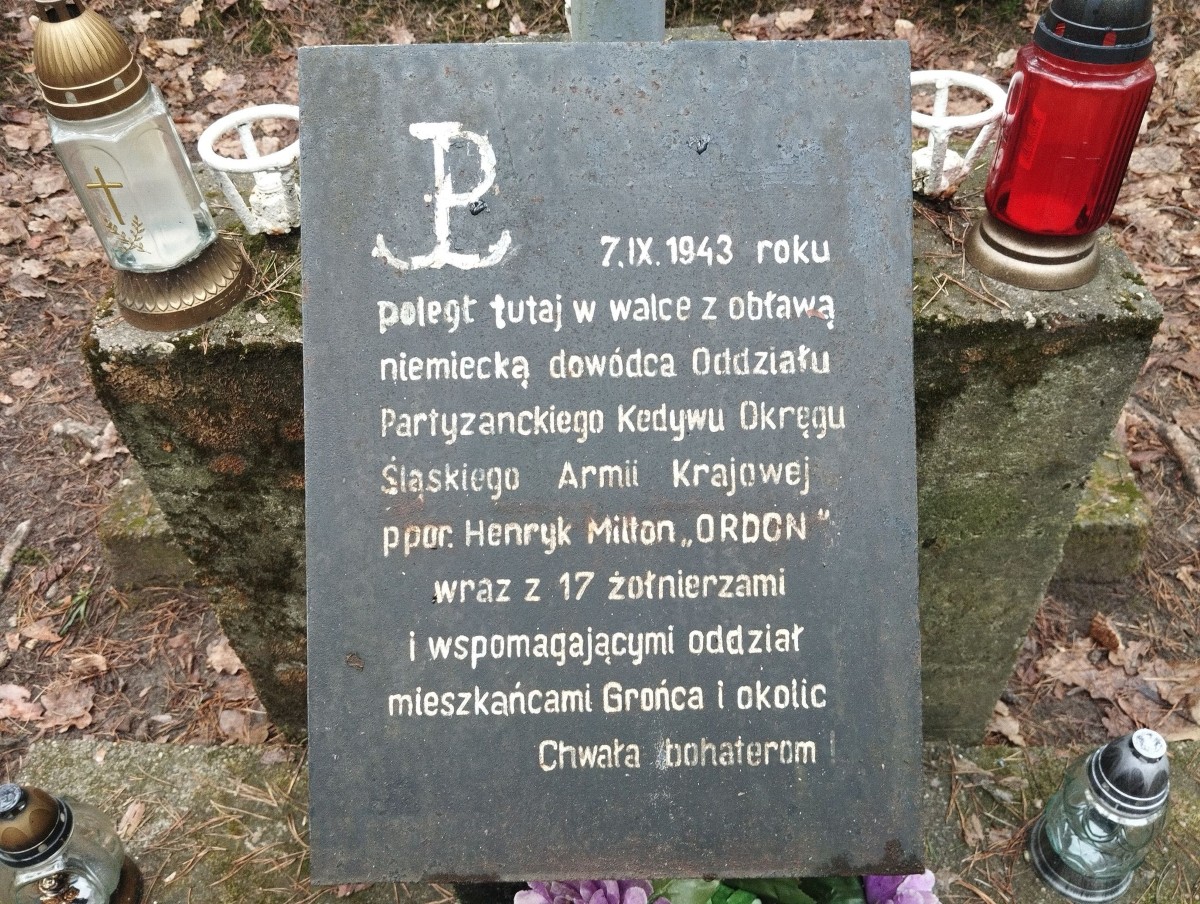 7.IX.1943 roku
poległ tutaj w walce z obławą
niemiecką dowódca Oddziału
Partyzanckiego Kedywu Okręgu
Śląskiego Armii Krajowej
ppor. Henryk Milton „ORDON"
wraz z 17 żołnierzami
i wspomagającymi oddział
mieszkańcami Grońca i okolic
Chwała bohaterom!